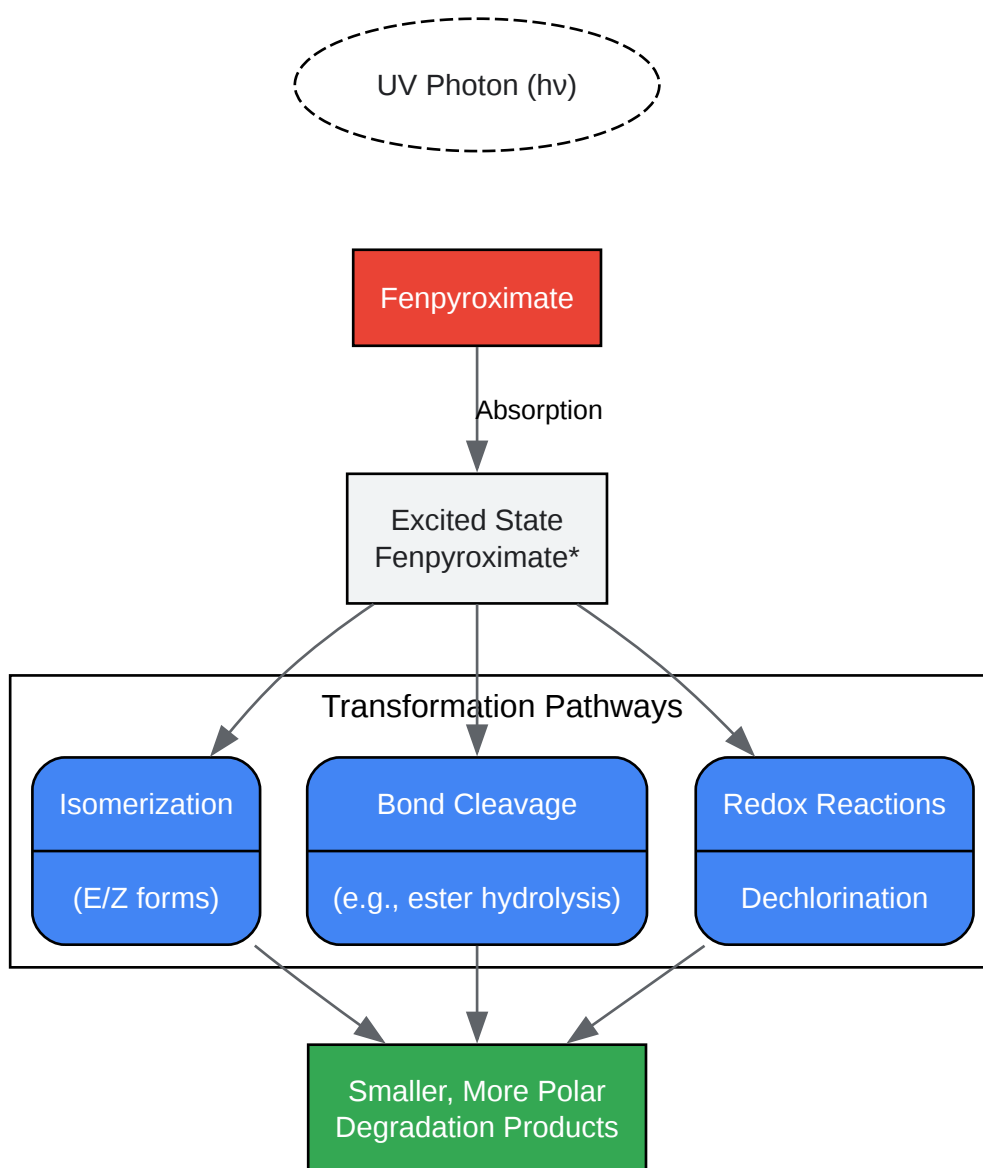 UV Photon (hν)
Fenpyroximate
Absorption
Excited State
Fenpyroximate*
Transformation Pathways
Isomerization
(E/Z forms)
Bond Cleavage
(e.g., ester hydrolysis)
Redox Reactions
Dechlorination
Smaller, More Polar
Degradation Products